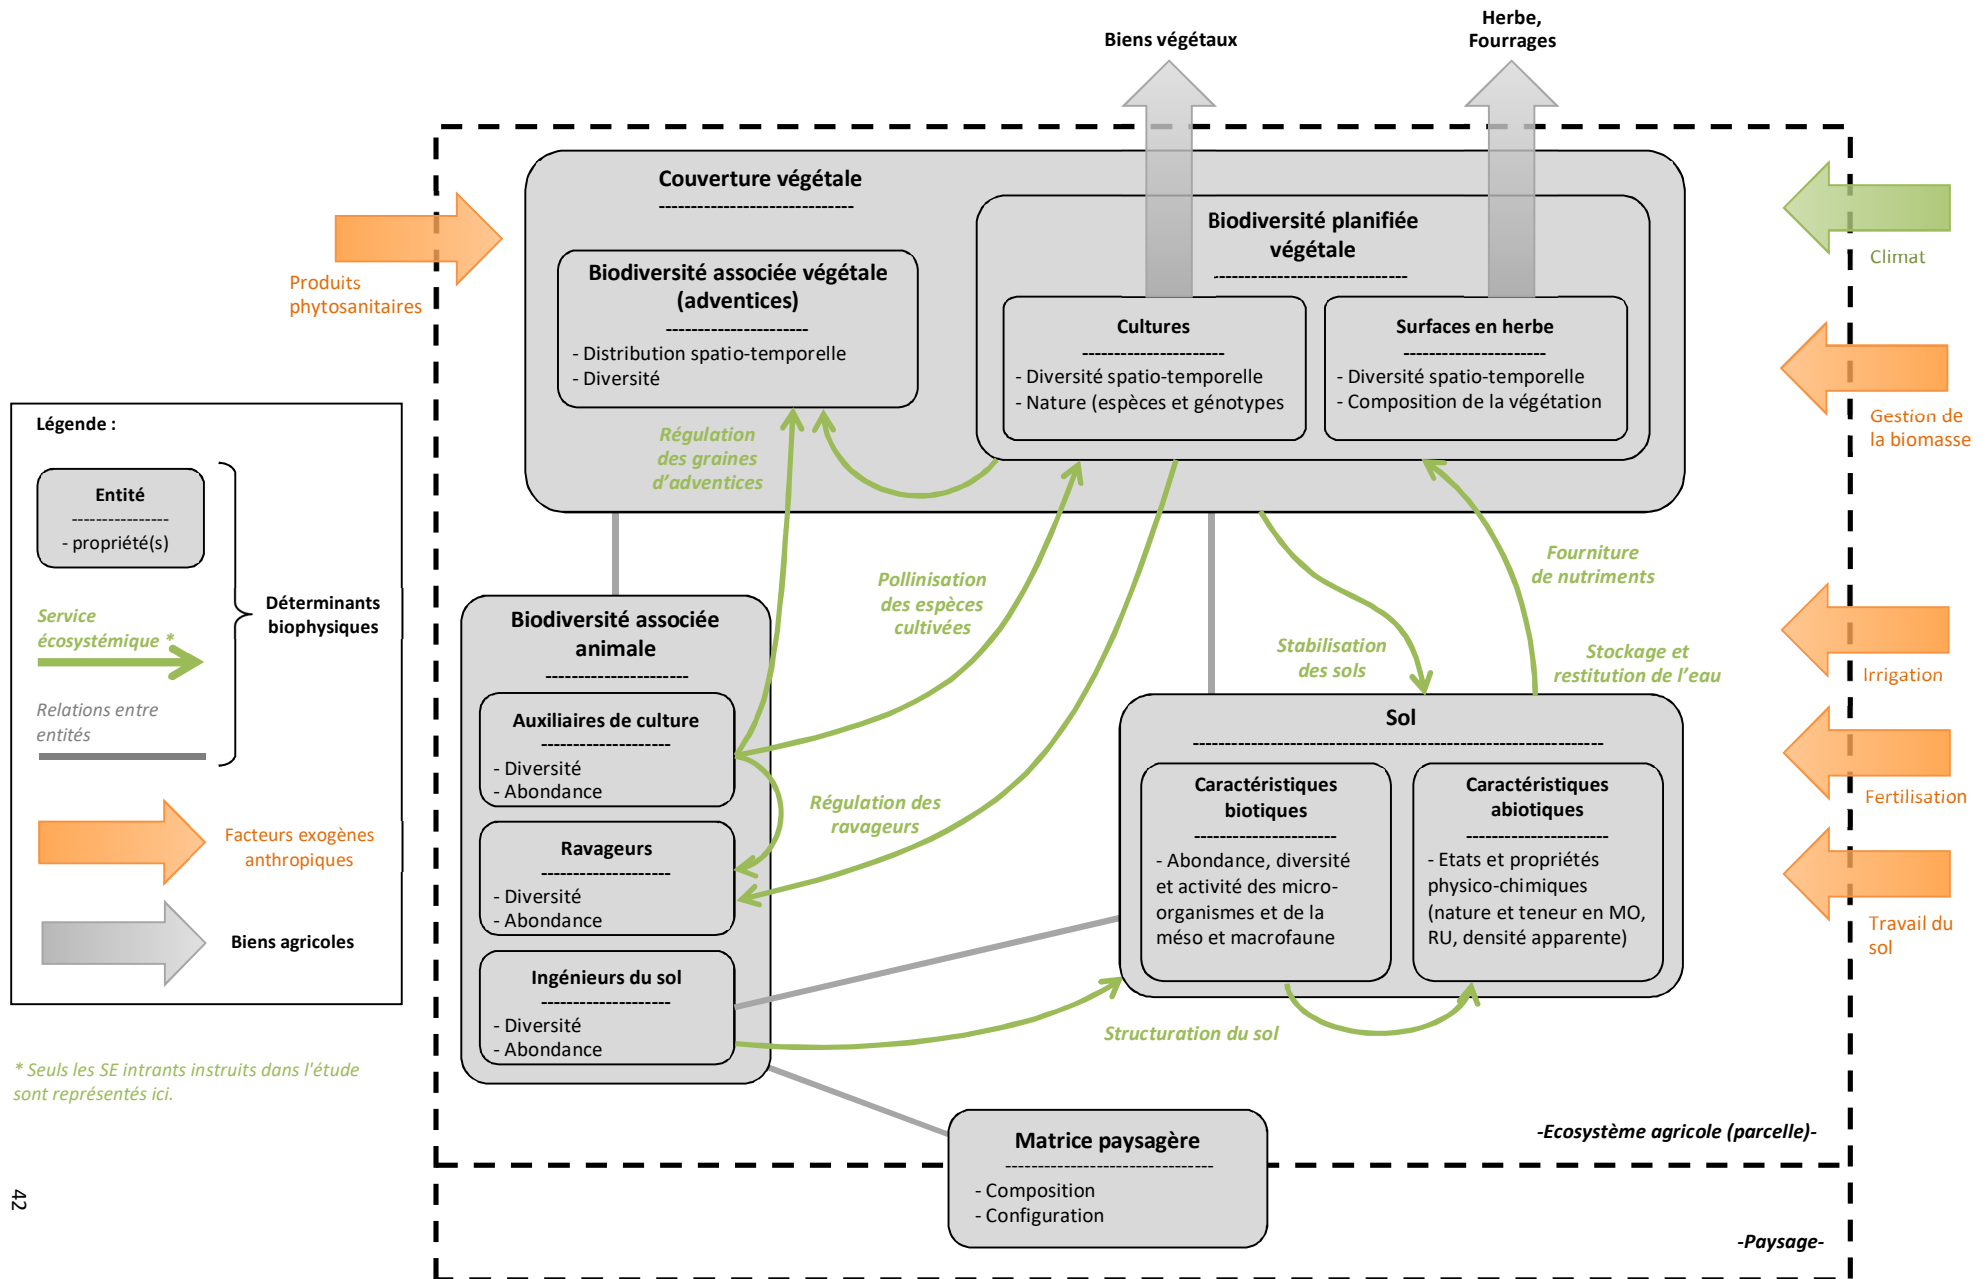 Biens végétaux
Herbe,
Fourrages
Couverture végétale
Biodiversité planifiée
végétale
Biodiversité associée végétale
(adventices)
- Distribution spatio-temporelle
- Diversité
Cultures
- Diversité spatio-temporelle
- Nature (espèces et génotypes
Surfaces en herbe
- Diversité spatio-temporelle
- Composition de la végétation
Produits
phytosanitaires
Climat
Gestion de
la biomasse
Irrigation
Fertilisation
Travail du
sol
Légende :
Entité
- propriété(s)
Service
écosystémique *
Relations entre
entités
Déterminants
biophysiques
Facteurs exogènes
anthropiques
Biens agricoles
* Seuls les SE intrants instruits dans l'étude
sont représentés ici.
Régulation
des graines
d'adventices
Pollinisation
des espèces
cultivées
Régulation des
ravageurs
Stabilisation
des sols
Fourniture
de nutriments
Stockage et
restitution de l'eau
Structuration du sol
Biodiversité associée
animale
Auxiliaires de culture
- Diversité
- Abondance
Ravageurs
- Diversité
- Abondance
Ingénieurs du sol
- Diversité
- Abondance
Sol
Caractéristiques
biotiques
- Abondance, diversité
et activité des micro-
organismes et de la
méso et macrofaune
Caractéristiques
abiotiques
- Etats et propriétés
physico-chimiques
(nature et teneur en MO,
RU, densité apparente)
Matrice paysagère
- Composition
- Configuration
-Ecosystème agricole (parcelle)-
-Paysage-
42